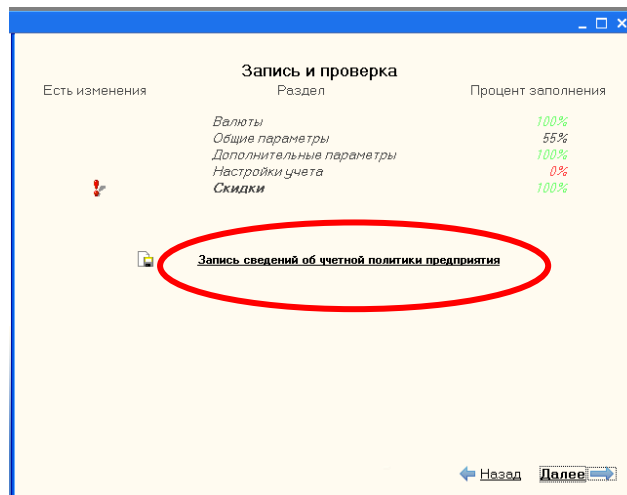 Запись и проверка
Есть изменения Раздел Процент заполнения
Валюты 100%
Общие параметры 55%
Дополнительные параметры 100%
Настройки учета 0%
Скидки 100%
Запись сведений об учетной политики предприятия
Назад Далее